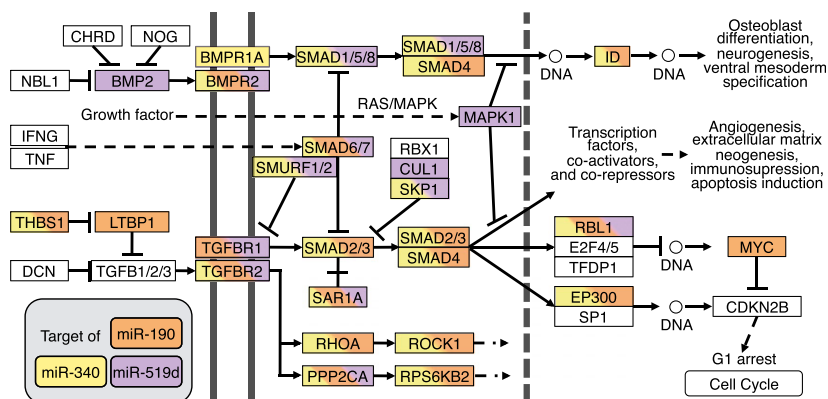 CHRD
NOG
NBL1
BMP2
BMPR1A
BMPR2
SMAD1/5/8
SMAD1/5/8
SMAD4
DNA
ID
DNA
Osteoblast
differentiation,
neurogenesis,
ventral mesoderm
specification
Growth factor
RAS/MAPK
MAPK1
IFNG
TNF
SMAD6/7
SMURF1/2
RBX1
CUL1
SKP1
Transcription
factors,
co-activators,
and co-repressors
Angiogenesis,
extracellular matrix
neogenesis,
immunosupression,
apoptosis induction
THBS1
LTBP1
DCN
TGFB1/2/3
TGFBR1
TGFBR2
SMAD2/3
SAR1A
SMAD2/3
SMAD4
RBL1
E2F4/5
TFDP1
DNA
MYC
EP300
SP1
DNA
CDKN2B
G1 arrest
Cell Cycle
RHOA
ROCK1
PPP2CA
RPS6KB2
Target of
miR-190
miR-340
miR-519d